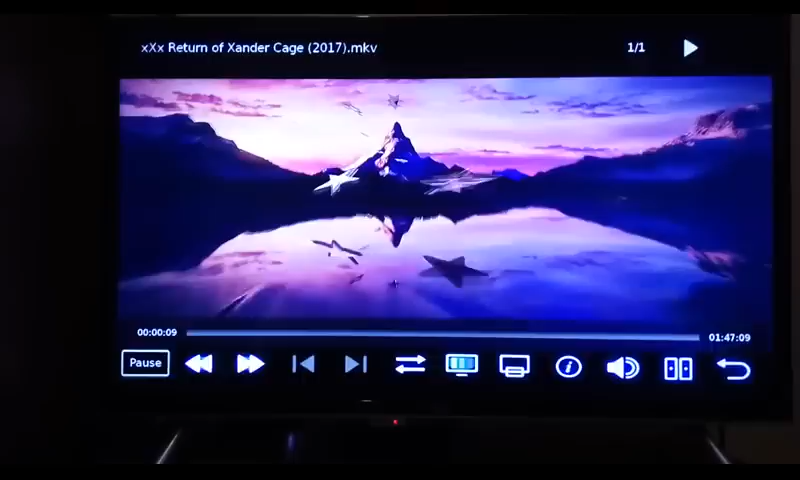 xXx Return of Xander Cage (2017).mkv
1/1
00:00:09
01:47:09
Pause
i